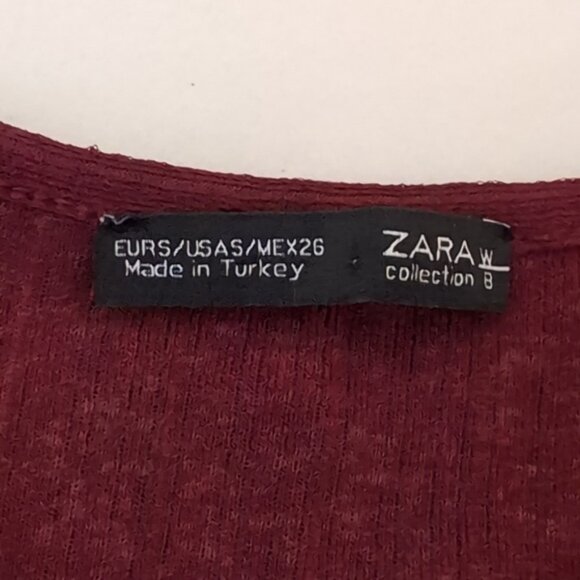 EURS/USAS/MEX26
Made in Turkey
ZARA W
collection B